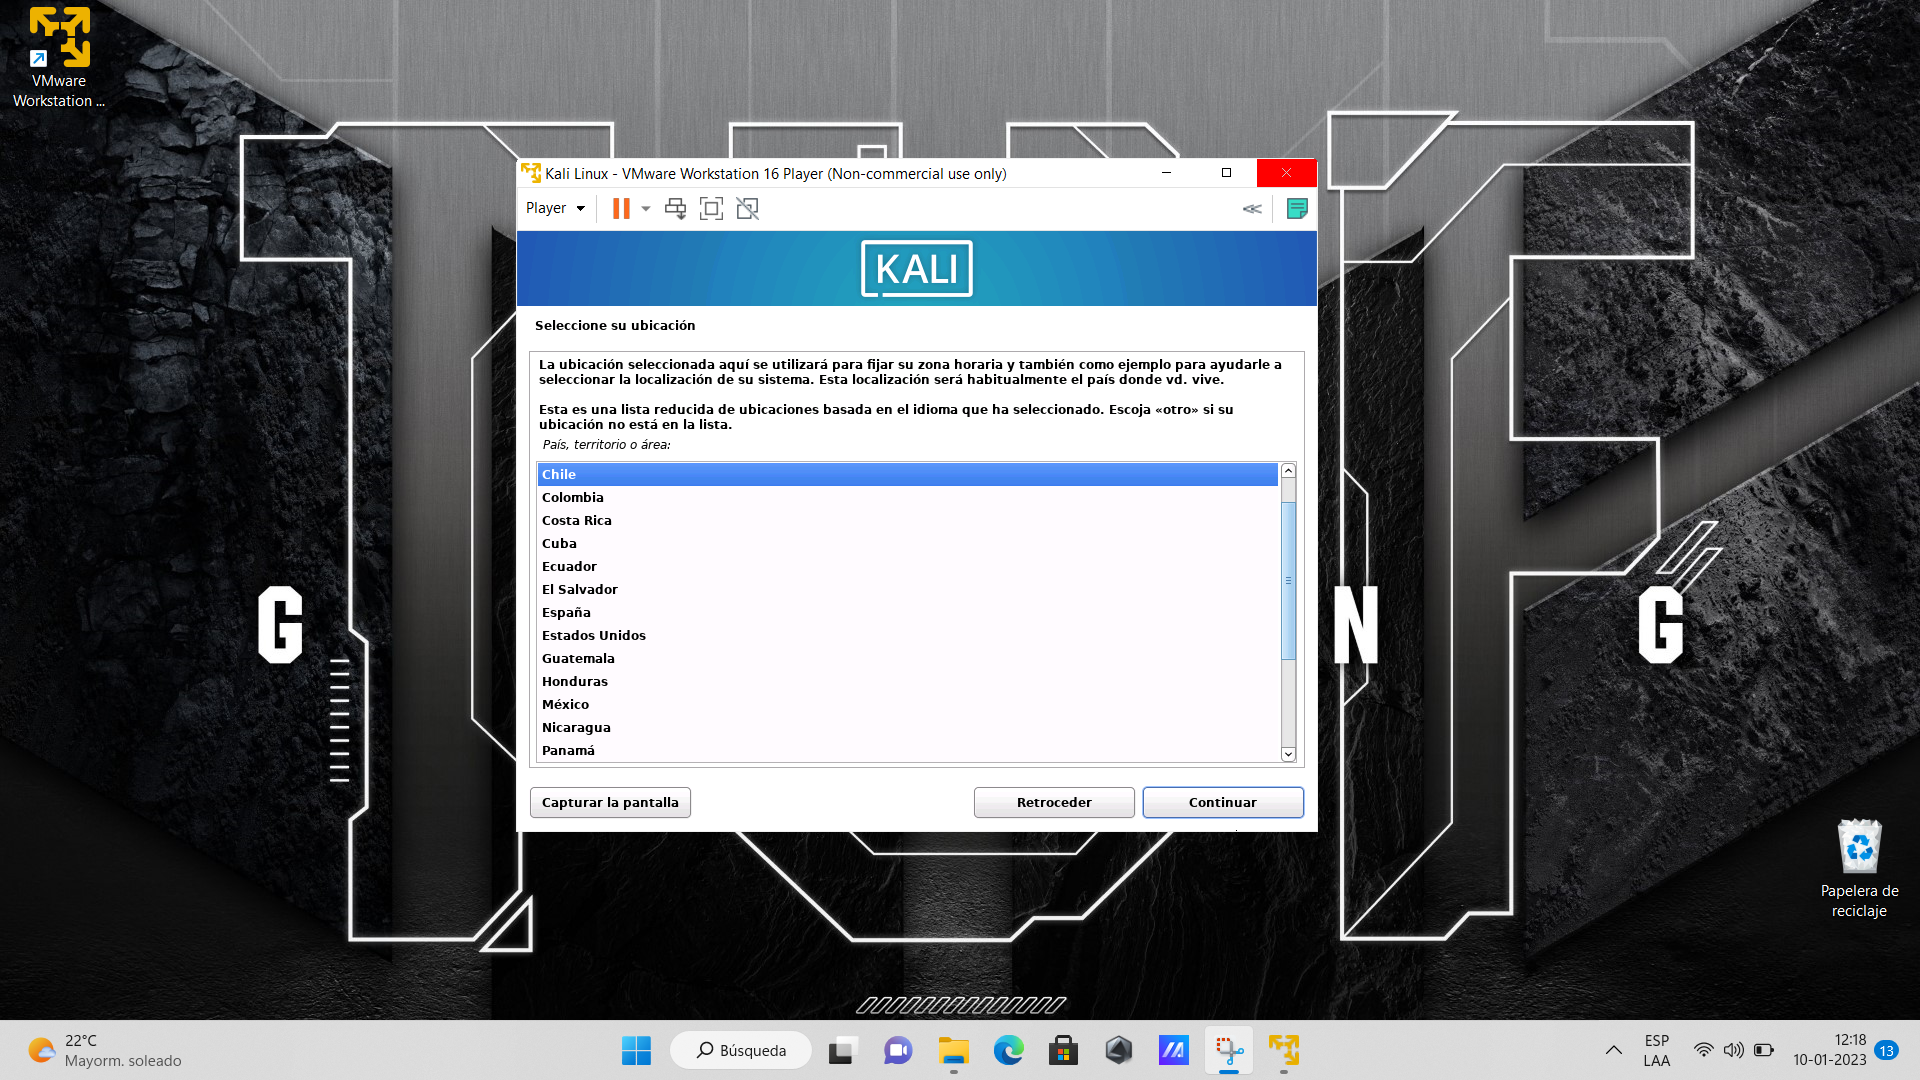 VMware
Workstation ...
Kali Linux - VMware Workstation 16 Player (Non-commercial use only)
Player
KALI
Seleccione su ubicación
La ubicación seleccionada aquí se utilizará para fijar su zona horaria y también como ejemplo para ayudarle a
seleccionar la localización de su sistema. Esta localización será habitualmente el país donde vd. vive.
Esta es una lista reducida de ubicaciones basada en el idioma que ha seleccionado. Escoja «otro» si su
ubicación no está en la lista.
País, territorio o área:
Chile
Colombia
Costa Rica
Cuba
Ecuador
El Salvador
España
Estados Unidos
Guatemala
Honduras
México
Nicaragua
Panamá
Capturar la pantalla
Retroceder
Continuar
G
N
G
Papelera de
reciclaje
22°C
Mayorm. soleado
Búsqueda
ESP
LAA
12:18
10-01-2023
13